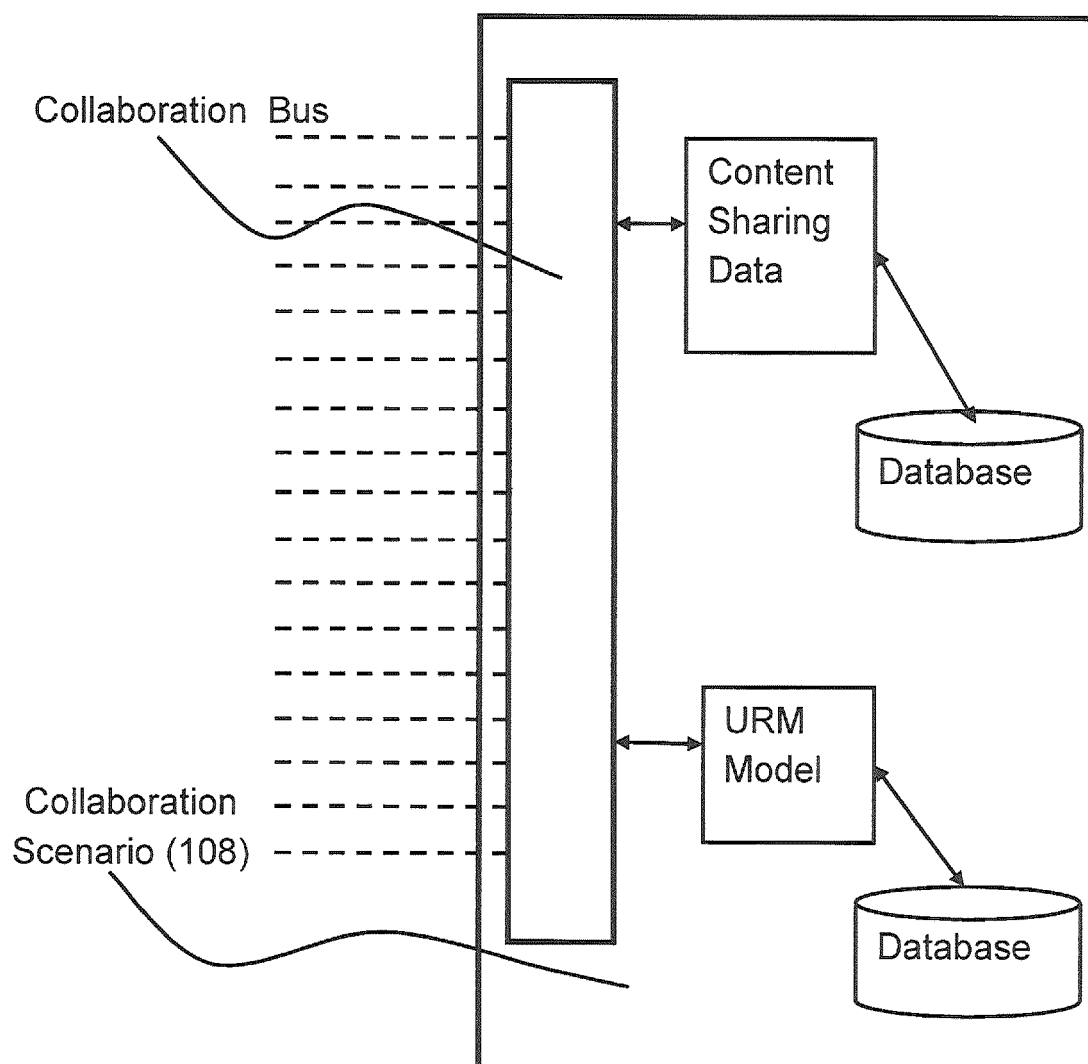 Collaboration Bus
Content
Sharing
Data
Database
URM
Model
Collaboration
Scenario (108)
Database